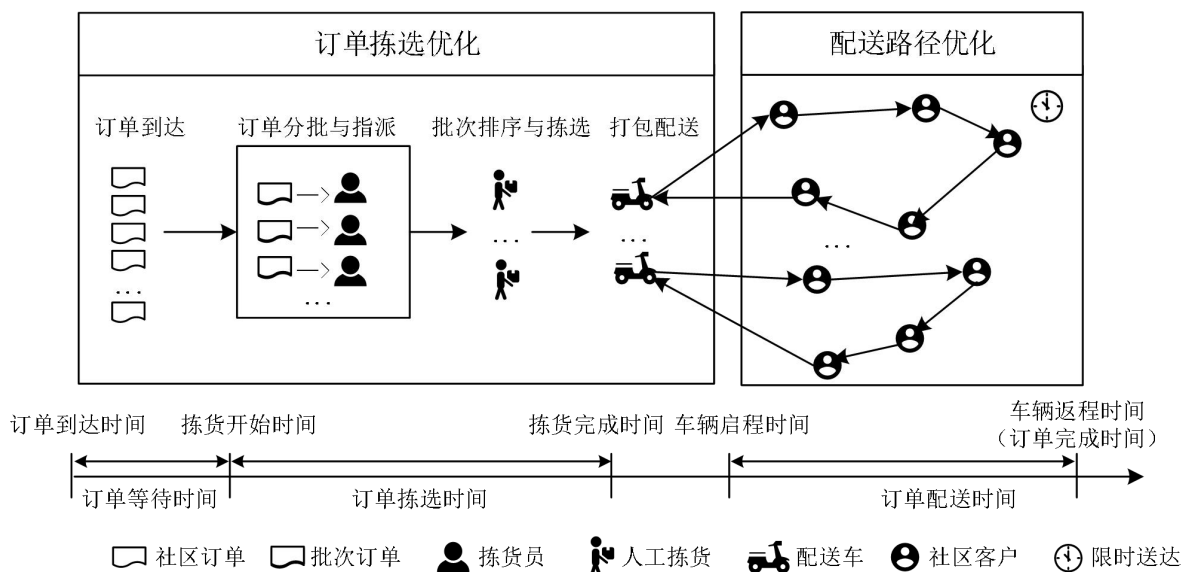 订单拣选优化
配送路径优化
订单到达
订单分批与指派
批次排序与拣选
打包配送
...
...
...
...
...
订单到达时间
拣货开始时间
拣货完成时间
车辆启程时间
车辆返程时间
（订单完成时间）
订单等待时间
订单拣选时间
订单配送时间
社区订单
批次订单
拣货员
人工拣货
配送车
社区客户
限时送达